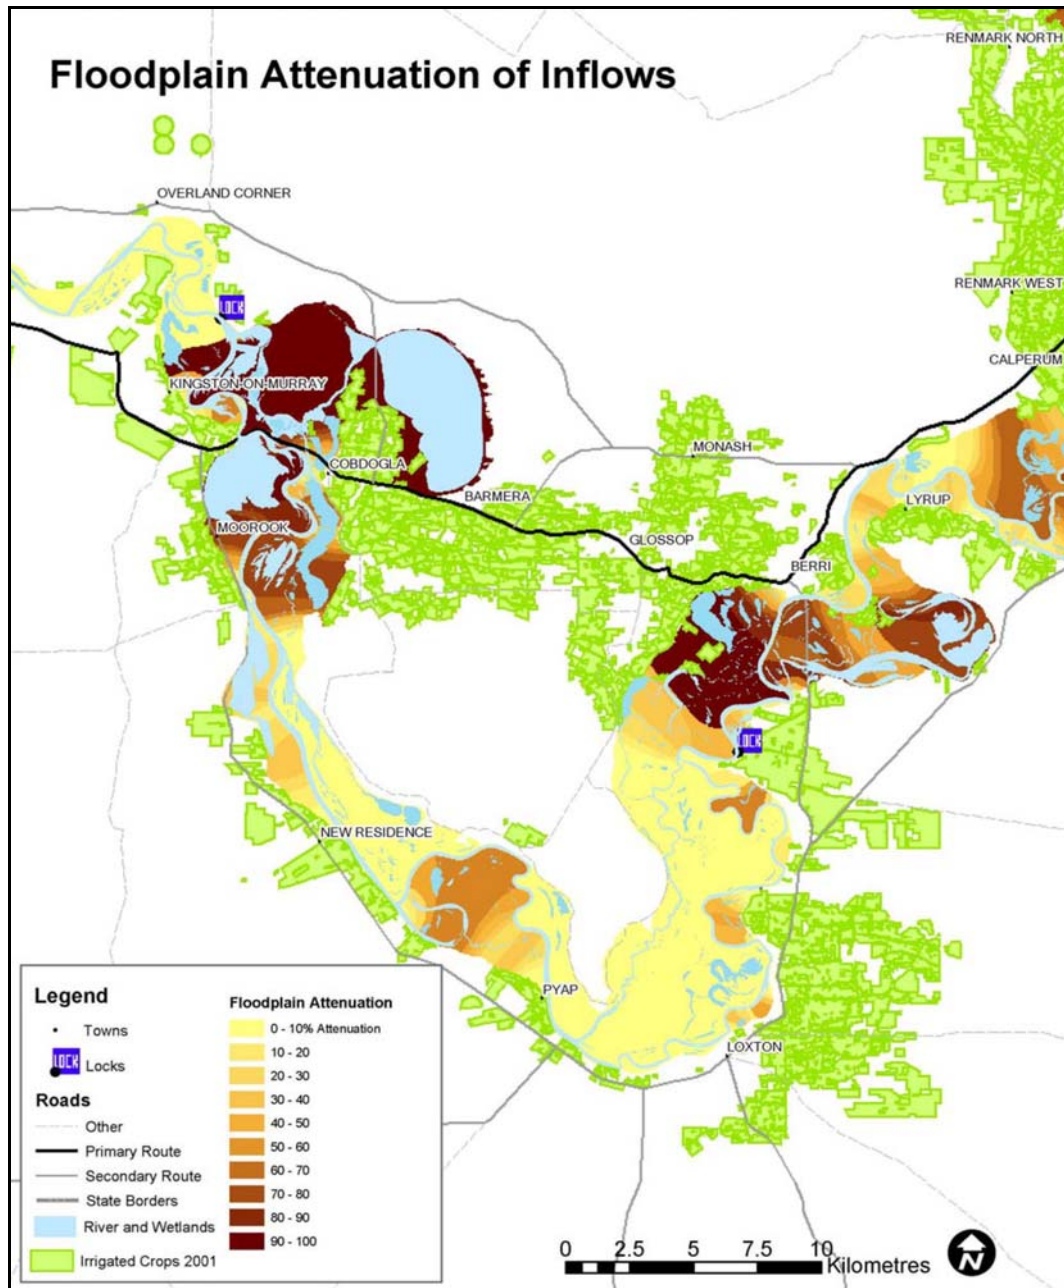 Floodplain Attenuation of Inflows
RENMARK NORTH
OVERLAND CORNER
RENMARK WEST
LOCK
CALPERUM
KINGSTON-ON-MURRAY
MONASH
COBDOGLA
BARMERA
LYRUP
MOOROOK
GLOSSOP
BERRI
LOCK
NEW RESIDENCE
PYAP
LOXTON
Legend
Towns
LOCK
Locks
Roads
Other
Primary Route
Secondary Route
State Borders
River and Wetlands
Irrigated Crops 2001
Floodplain Attenuation
0 - 10% Attenuation
10 - 20
20 - 30
30 - 40
40 - 50
50 - 60
60 - 70
70 - 80
80 - 90
90 - 100
0 2.5 5 7.5 10
Kilometres
N